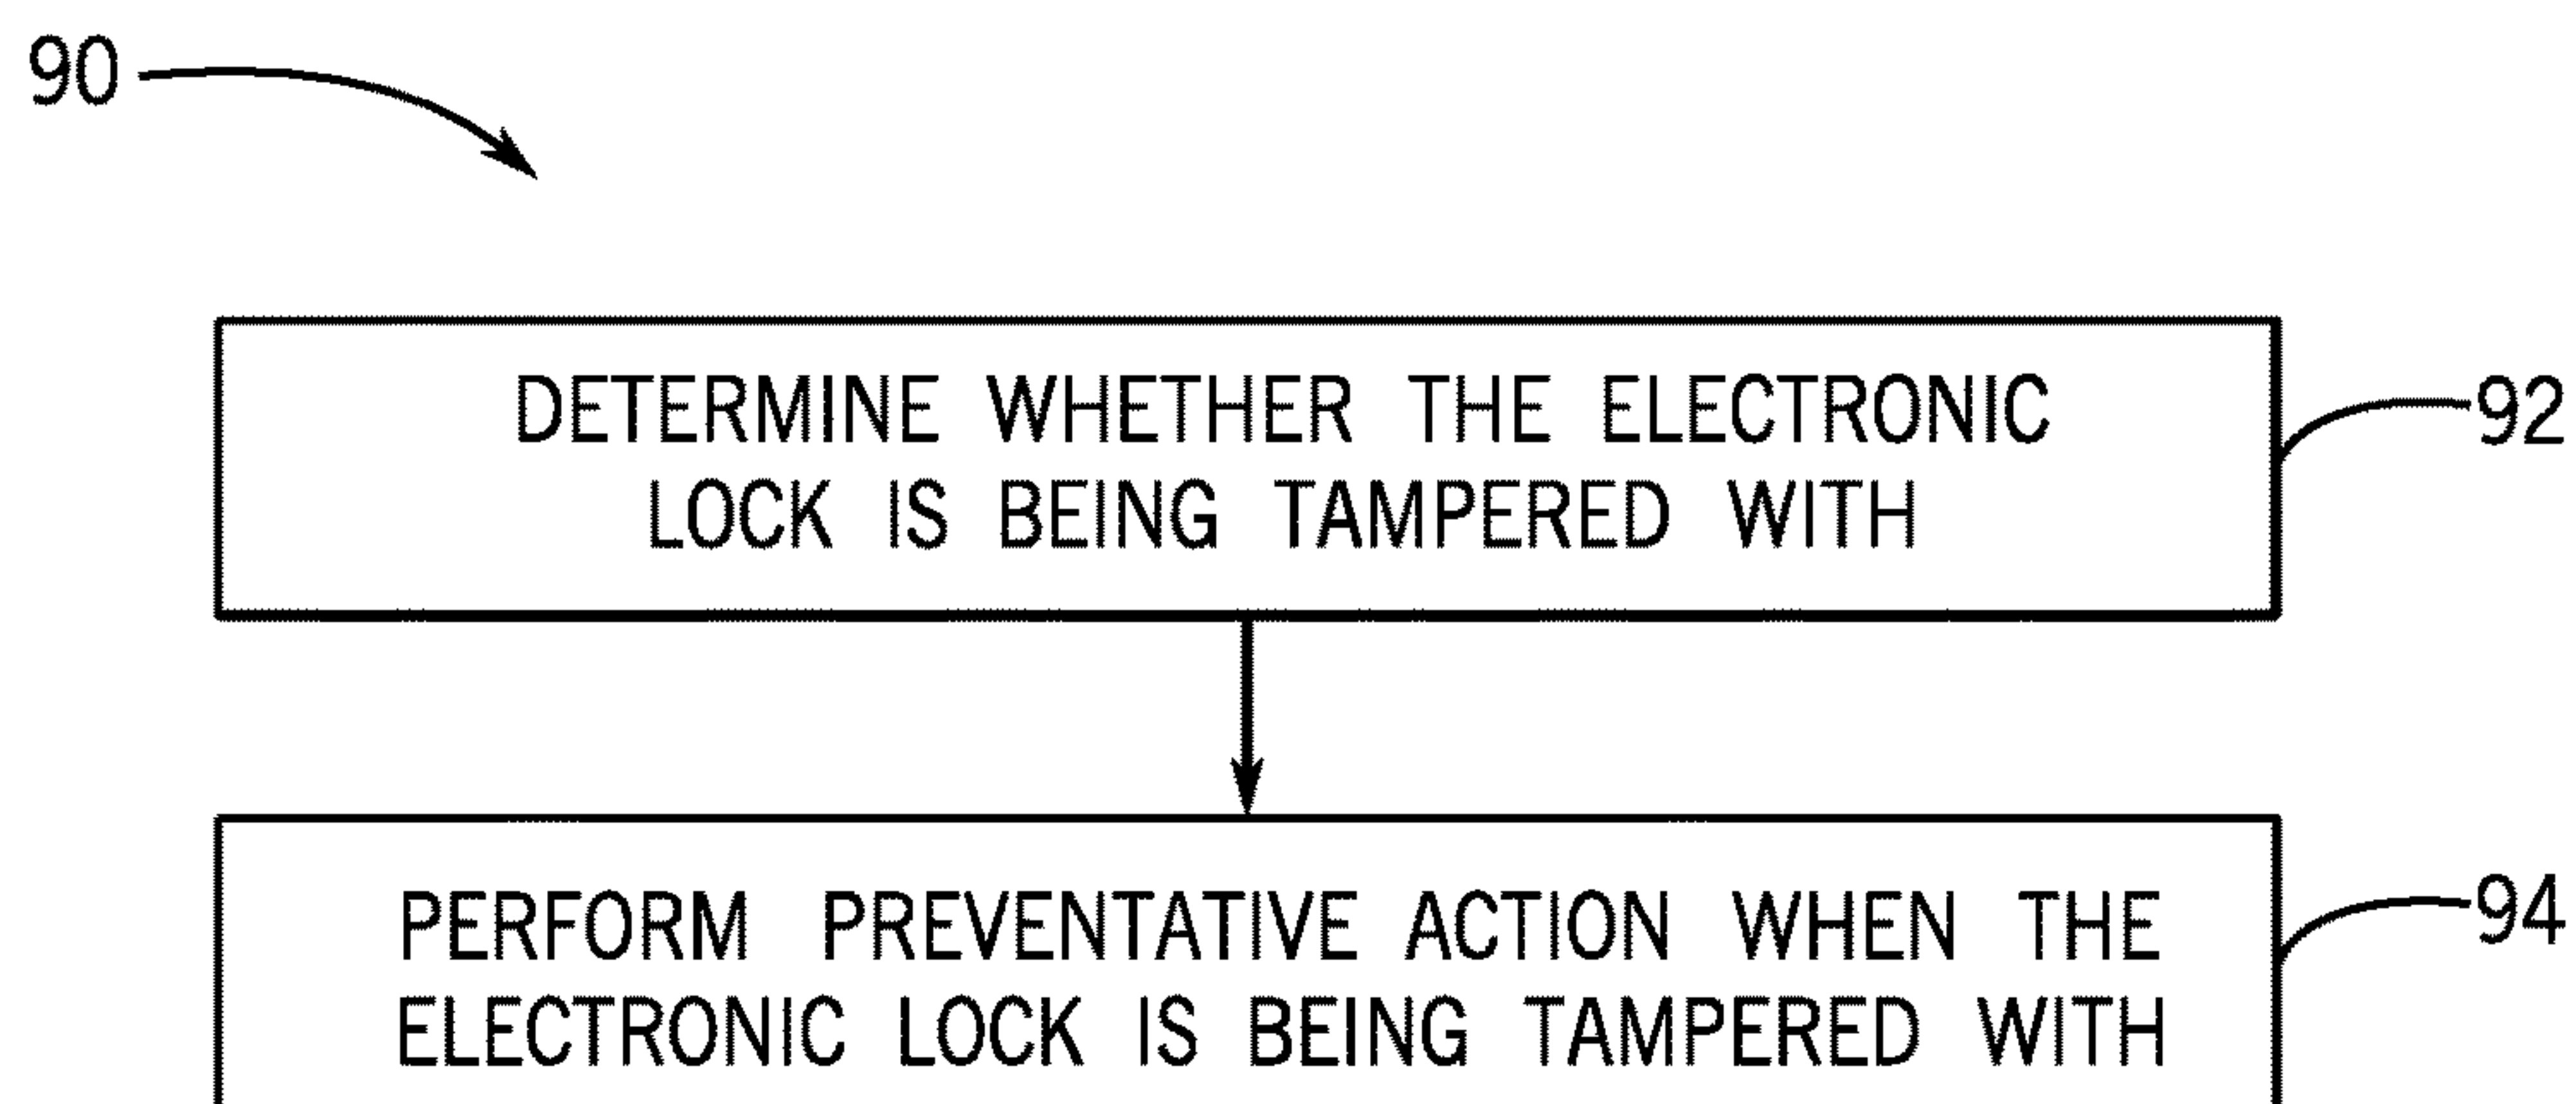 90
DETERMINE WHETHER THE ELECTRONIC
LOCK IS BEING TAMPERED WITH
92
PERFORM PREVENTATIVE ACTION WHEN THE
ELECTRONIC LOCK IS BEING TAMPERED WITH
94